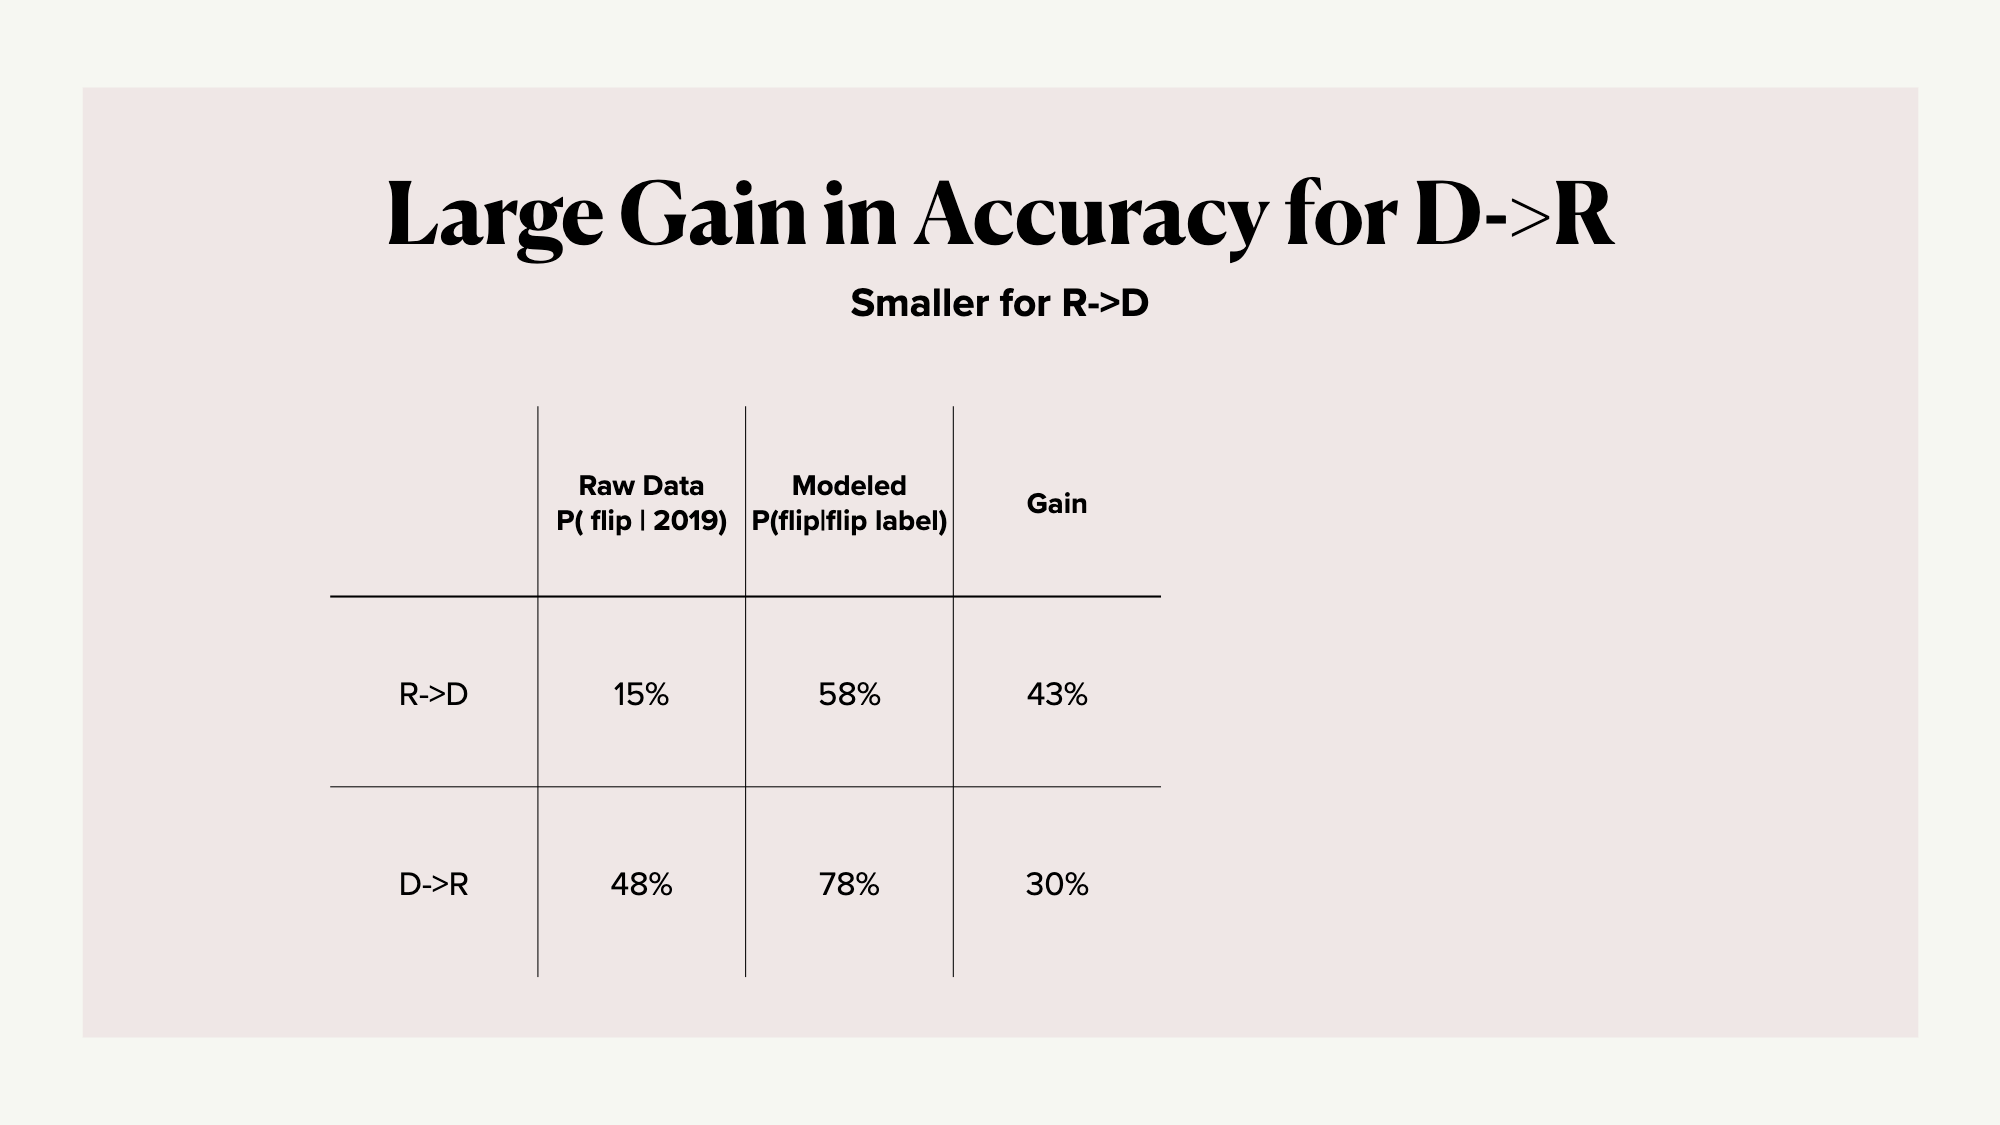 Large Gain in Accuracy for D->R
Smaller for R->D
Raw Data
P( flip | 2019)
Modeled
P(flip|flip label)
Gain
R->D 15% 58% 43%
D->R 48% 78% 30%